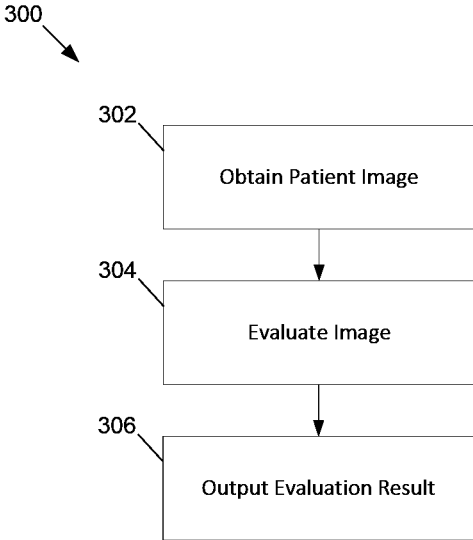 300
302
Obtain Patient Image
304
Evaluate Image
306
Output Evaluation Result